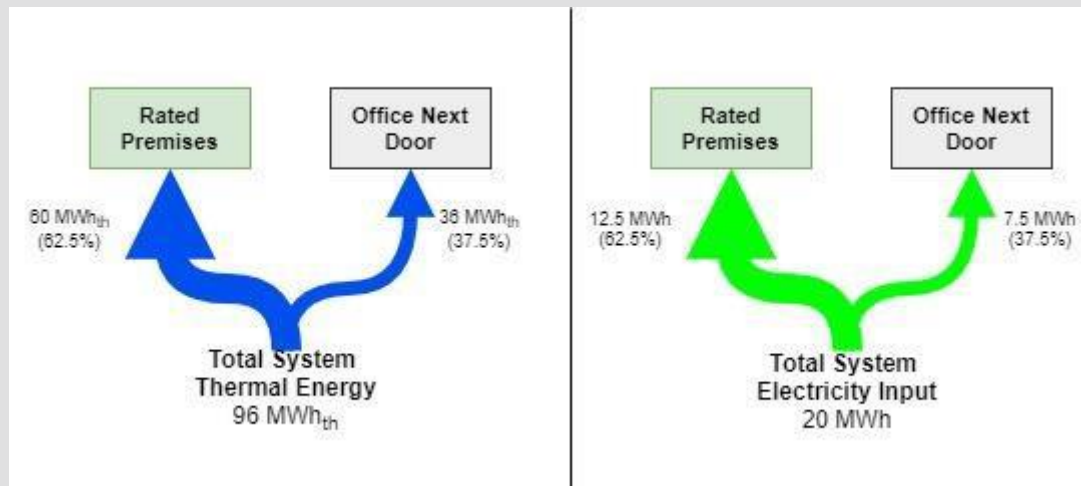 Rated
Premises
Office Next
Door
60 MWhth
(62.5%)
36 MWhth
(37.5%)
Total System
Thermal Energy
96 MWhth
Rated
Premises
Office Next
Door
12.5 MWh
(62.5%)
7.5 MWh
(37.5%)
Total System
Electricity Input
20 MWh